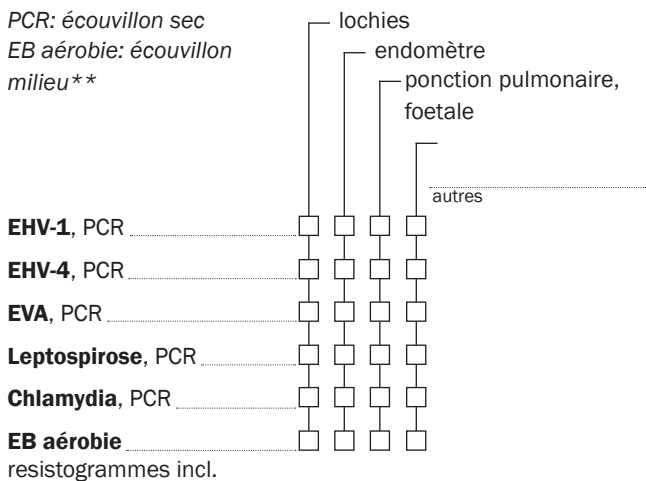 PCR: écouvillon sec
EB aérobie: écouvillon
milieu**
lochies
endomètre
ponction pulmonaire,
foetale
autres
EHV-1, PCR
EHV-4, PCR
EVA, PCR
Leptospirose, PCR
Chlamydia, PCR
EB aérobie
resistogrammes incl.